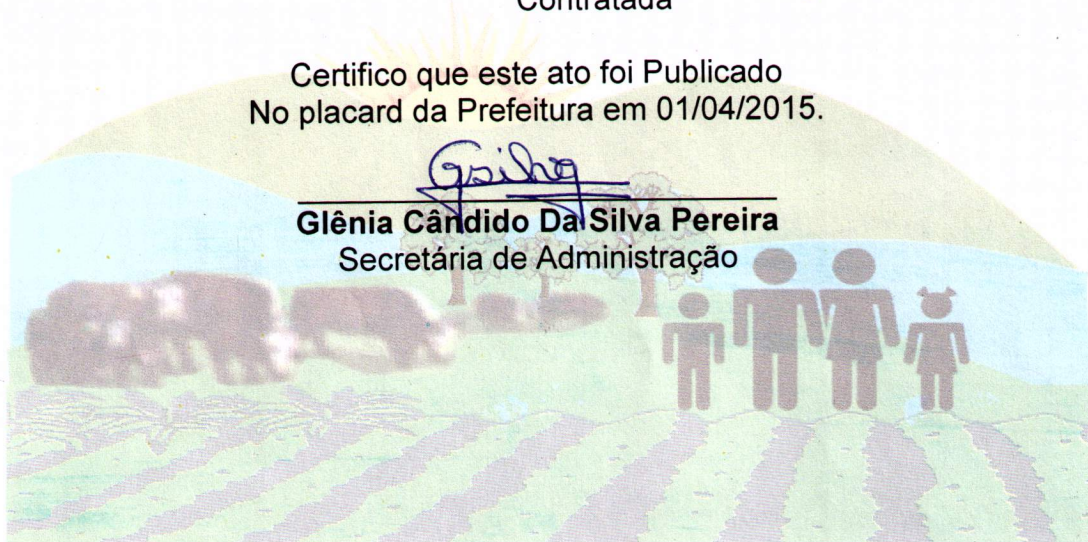 Contratada
Certifico que este ato foi Publicado
No placard da Prefeitura em 01/04/2015.
GSilva
Glênia Cândido Da Silva Pereira
Secretária de Administração